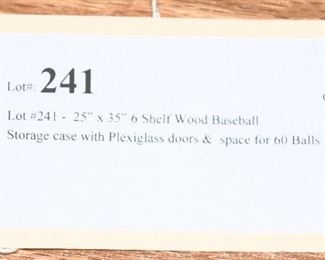 Lot#: 241
Lot #241 - 25" x 35" 6 Shelf Wood Baseball
Storage case with Plexiglass doors & space for 60 Balls